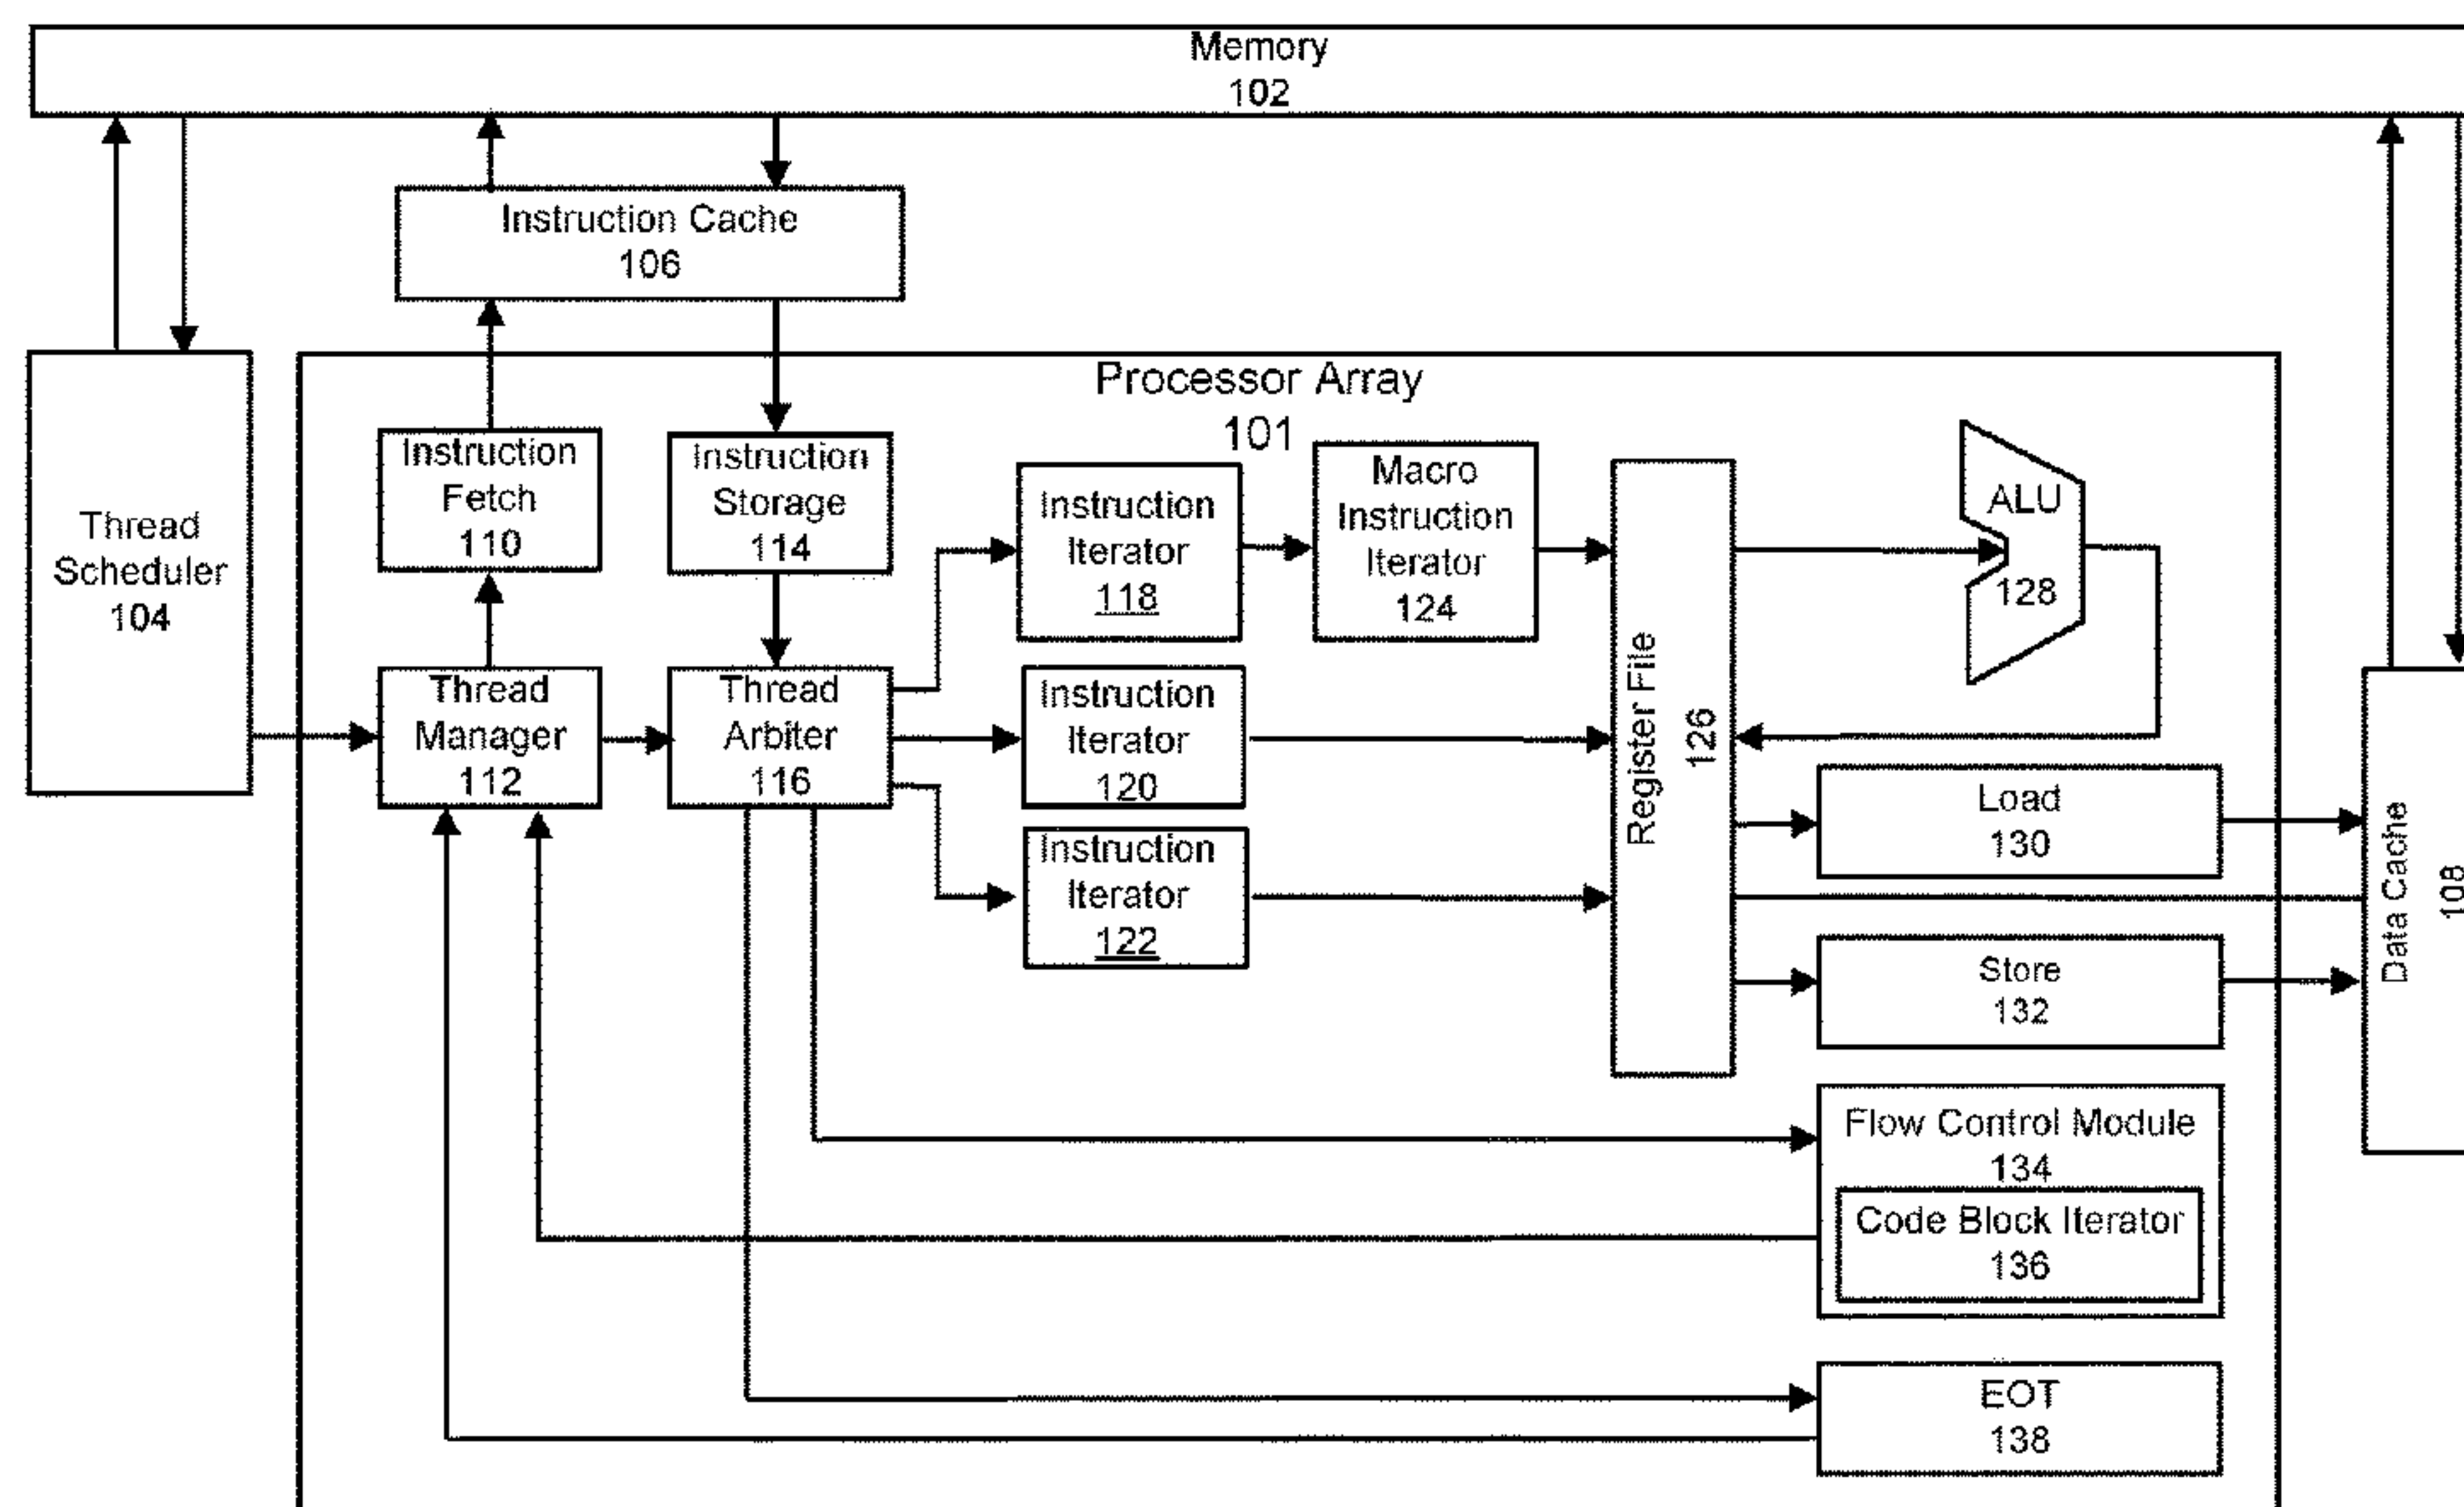 Memory
102
Instruction Cache
106
Processor Array
101
Thread
Scheduler
104
Instruction
Fetch
110
Instruction
Storage
114
Instruction
Iterator
118
Macro
Instruction
Iterator
124
ALU
128
Thread
Manager
112
Thread
Arbiter
116
Instruction
Iterator
120
Instruction
Iterator
122
Register File
126
Load
130
Store
132
Data Cache
108
Flow Control Module
134
Code Block Iterator
136
EOT
138